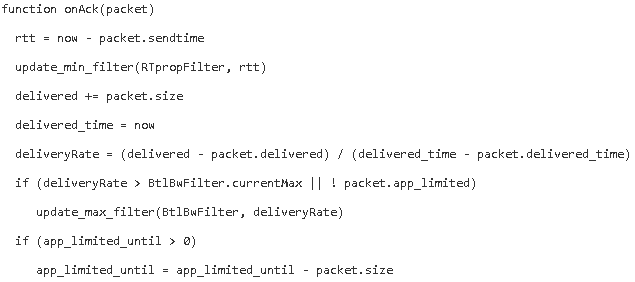 function onAck(packet)
rtt = now - packet.sendtime
update_min_filter(RTpropFilter, rtt)
delivered += packet.size
delivered_time = now
deliveryRate = (delivered - packet.delivered) / (delivered_time - packet.delivered_time)
if (deliveryRate > BtlBwFilter.currentMax || ! packet.app_limited)
update_max_filter(BtlBwFilter, deliveryRate)
if (app_limited_until > 0)
app_limited_until = app_limited_until - packet.size